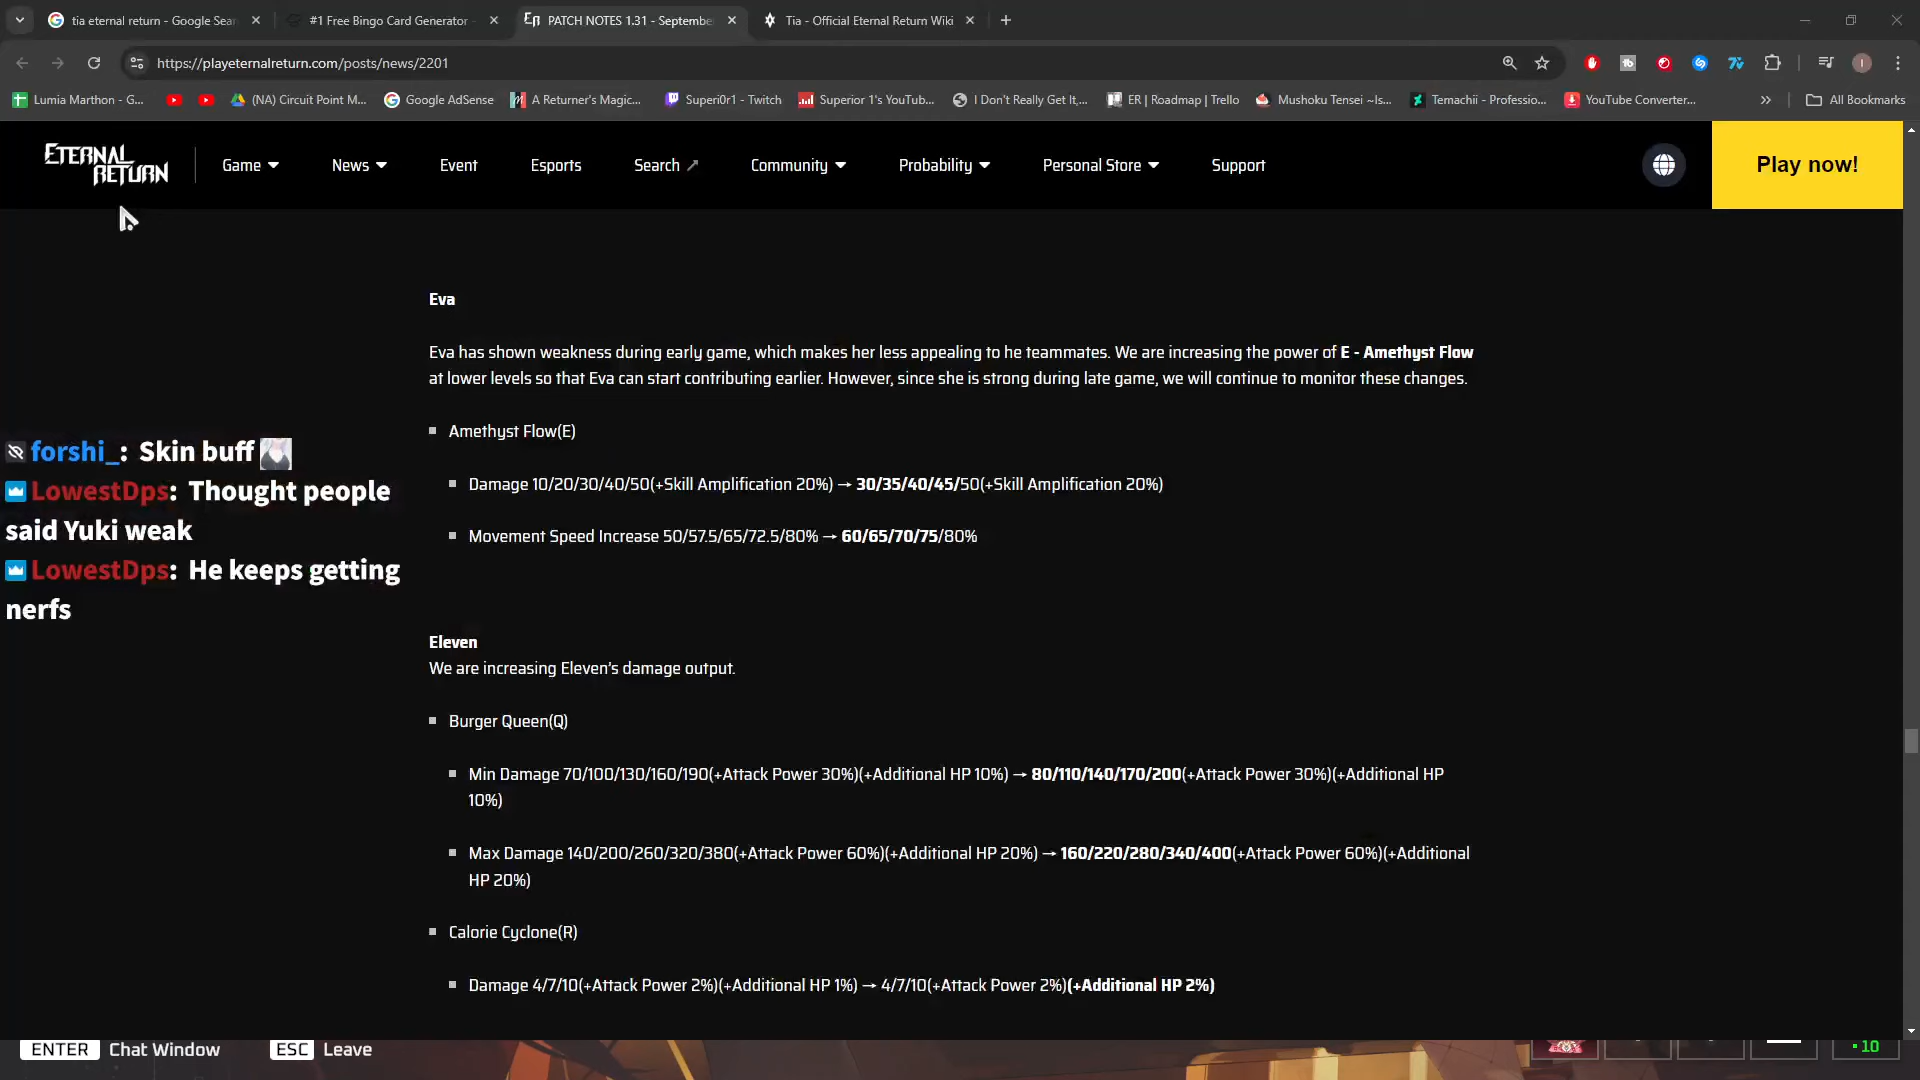 tia eternal return - Google Sear
#1 Free Bingo Card Generator -
PATCH NOTES 1.31 - September
Tia - Official Eternal Return Wiki
https://playeternalreturn.com/posts/news/2201
Lumia Marthon - G...
(NA) Circuit Point M...
Google AdSense
A Returner's Magic...
Superi0r1 - Twitch
Superior 1's YouTub...
I Don't Really Get It,...
ER | Roadmap | Trello
Mushoku Tensei ~Is...
Temachii - Professio...
YouTube Converter...
All Bookmarks
ETERNAL RETURN
Game
News
Event
Esports
Search
Community
Probability
Personal Store
Support
Play now!
Eva
Eva has shown weakness during early game, which makes her less appealing to he teammates. We are increasing the power of E - Amethyst Flow
at lower levels so that Eva can start contributing earlier. However, since she is strong during late game, we will continue to monitor these changes.
Amethyst Flow(E)
Damage 10/20/30/40/50(+Skill Amplification 20%) → 30/35/40/45/50(+Skill Amplification 20%)
Movement Speed Increase 50/57.5/65/72.5/80% → 60/65/70/75/80%
forshi_: Skin buff
LowestDps: Thought people
said Yuki weak
LowestDps: He keeps getting
nerfs
Eleven
We are increasing Eleven's damage output.
Burger Queen(Q)
Min Damage 70/100/130/160/190(+Attack Power 30%)(+Additional HP 10%) → 80/110/140/170/200(+Attack Power 30%)(+Additional HP
10%)
Max Damage 140/200/260/320/380(+Attack Power 60%)(+Additional HP 20%) → 160/220/280/340/400(+Attack Power 60%)(+Additional
HP 20%)
Calorie Cyclone(R)
Damage 4/7/10(+Attack Power 2%)(+Additional HP 1%) → 4/7/10(+Attack Power 2%)(+Additional HP 2%)
ENTER Chat Window
ESC Leave
10